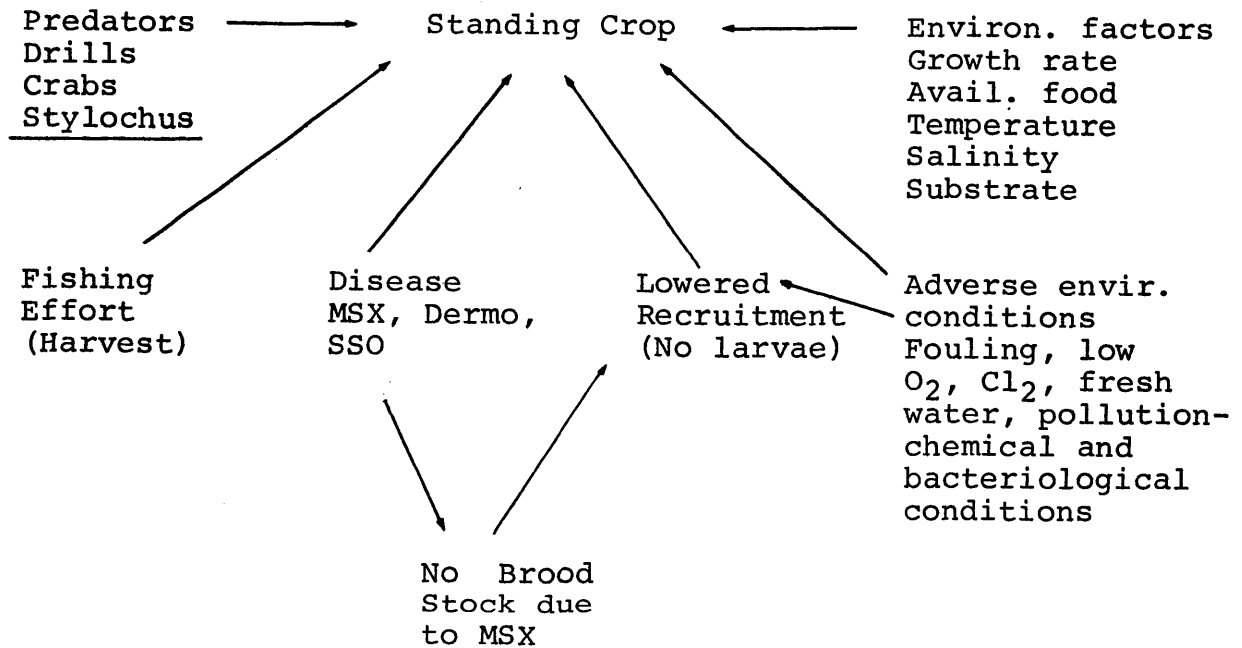 Predators
Drills
Crabs
Stylochus
Standing Crop
Environ. factors
Growth rate
Avail. food
Temperature
Salinity
Substrate
Fishing
Effort
(Harvest)
Disease
MSX, Dermo,
SSO
Lowered
Recruitment
(No larvae)
Adverse envir.
conditions
Fouling, low
O₂, Cl₂, fresh
water, pollution-
chemical and
bacteriological
conditions
No Brood
Stock due
to MSX